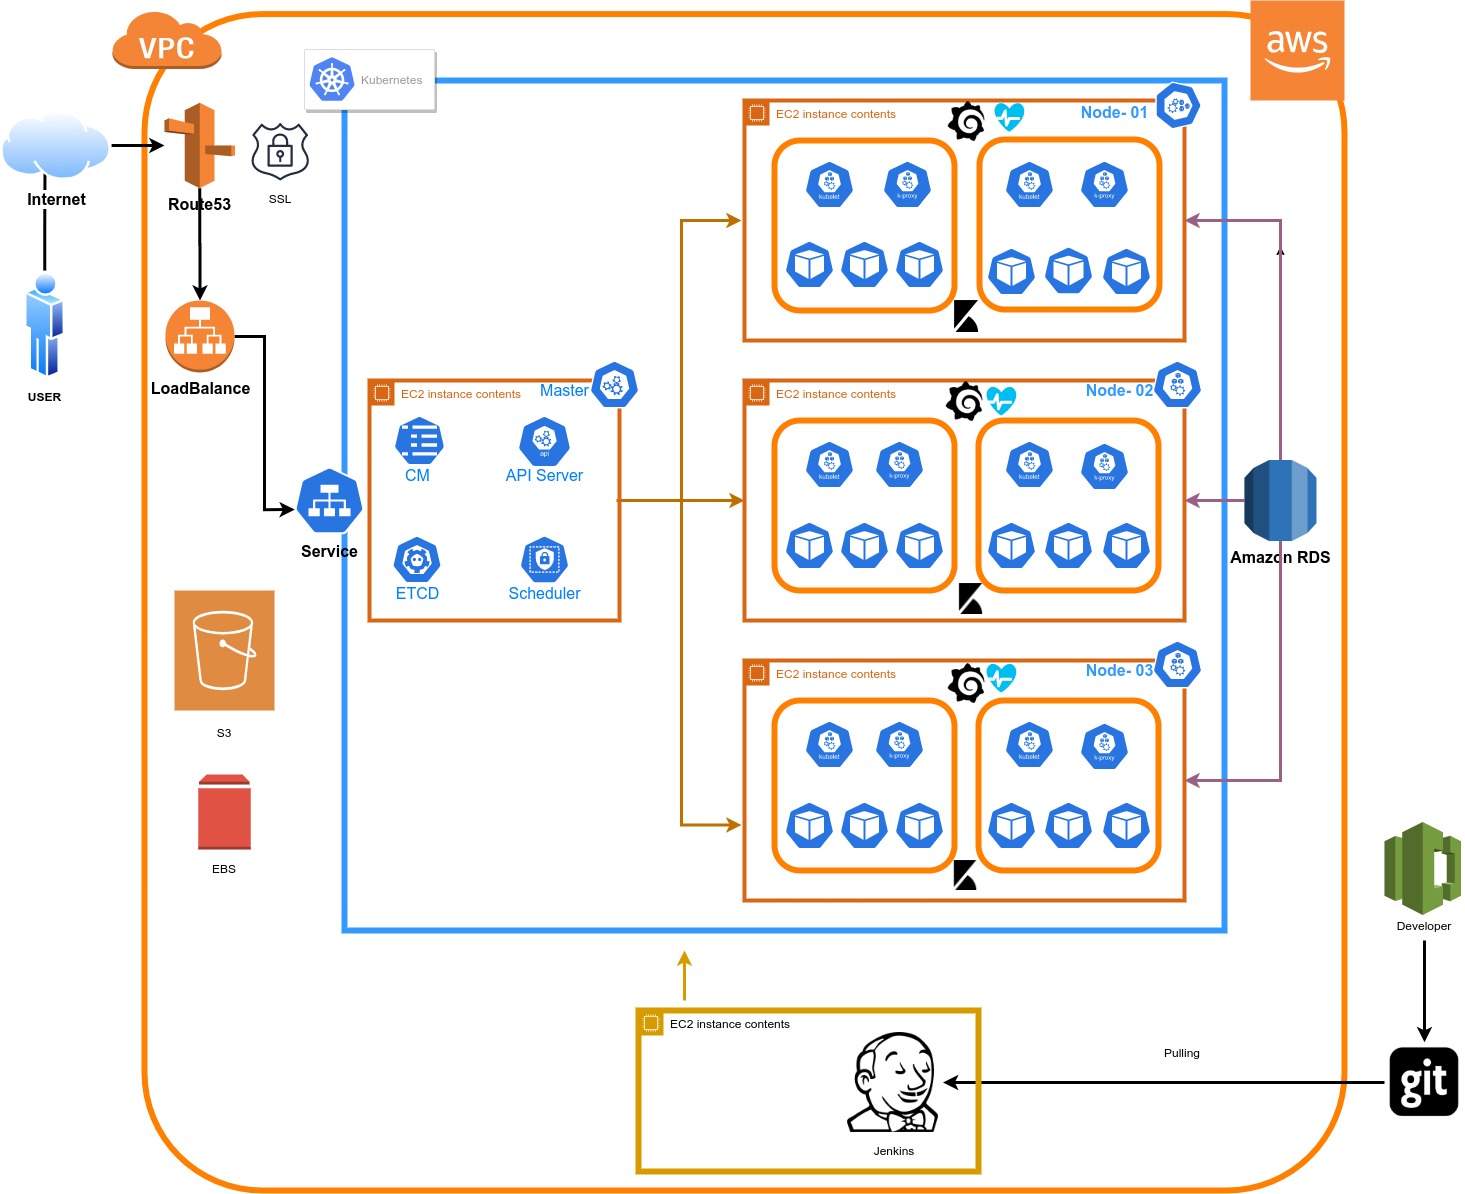 VPC
aws
Kubernetes
EC2 instance contents
Node- 01
Internet
Route53
SSL
kubelet
k-proxy
kubelet
k-proxy
USER
LoadBalance
EC2 instance contents
Master
CM
API Server
api
ETCD
Scheduler
Service
EC2 instance contents
Node- 02
kubelet
k-proxy
kubelet
k-proxy
Amazon RDS
S3
EBS
EC2 instance contents
Node- 03
kubelet
k-proxy
kubelet
k-proxy
Developer
EC2 instance contents
Jenkins
Pulling
git